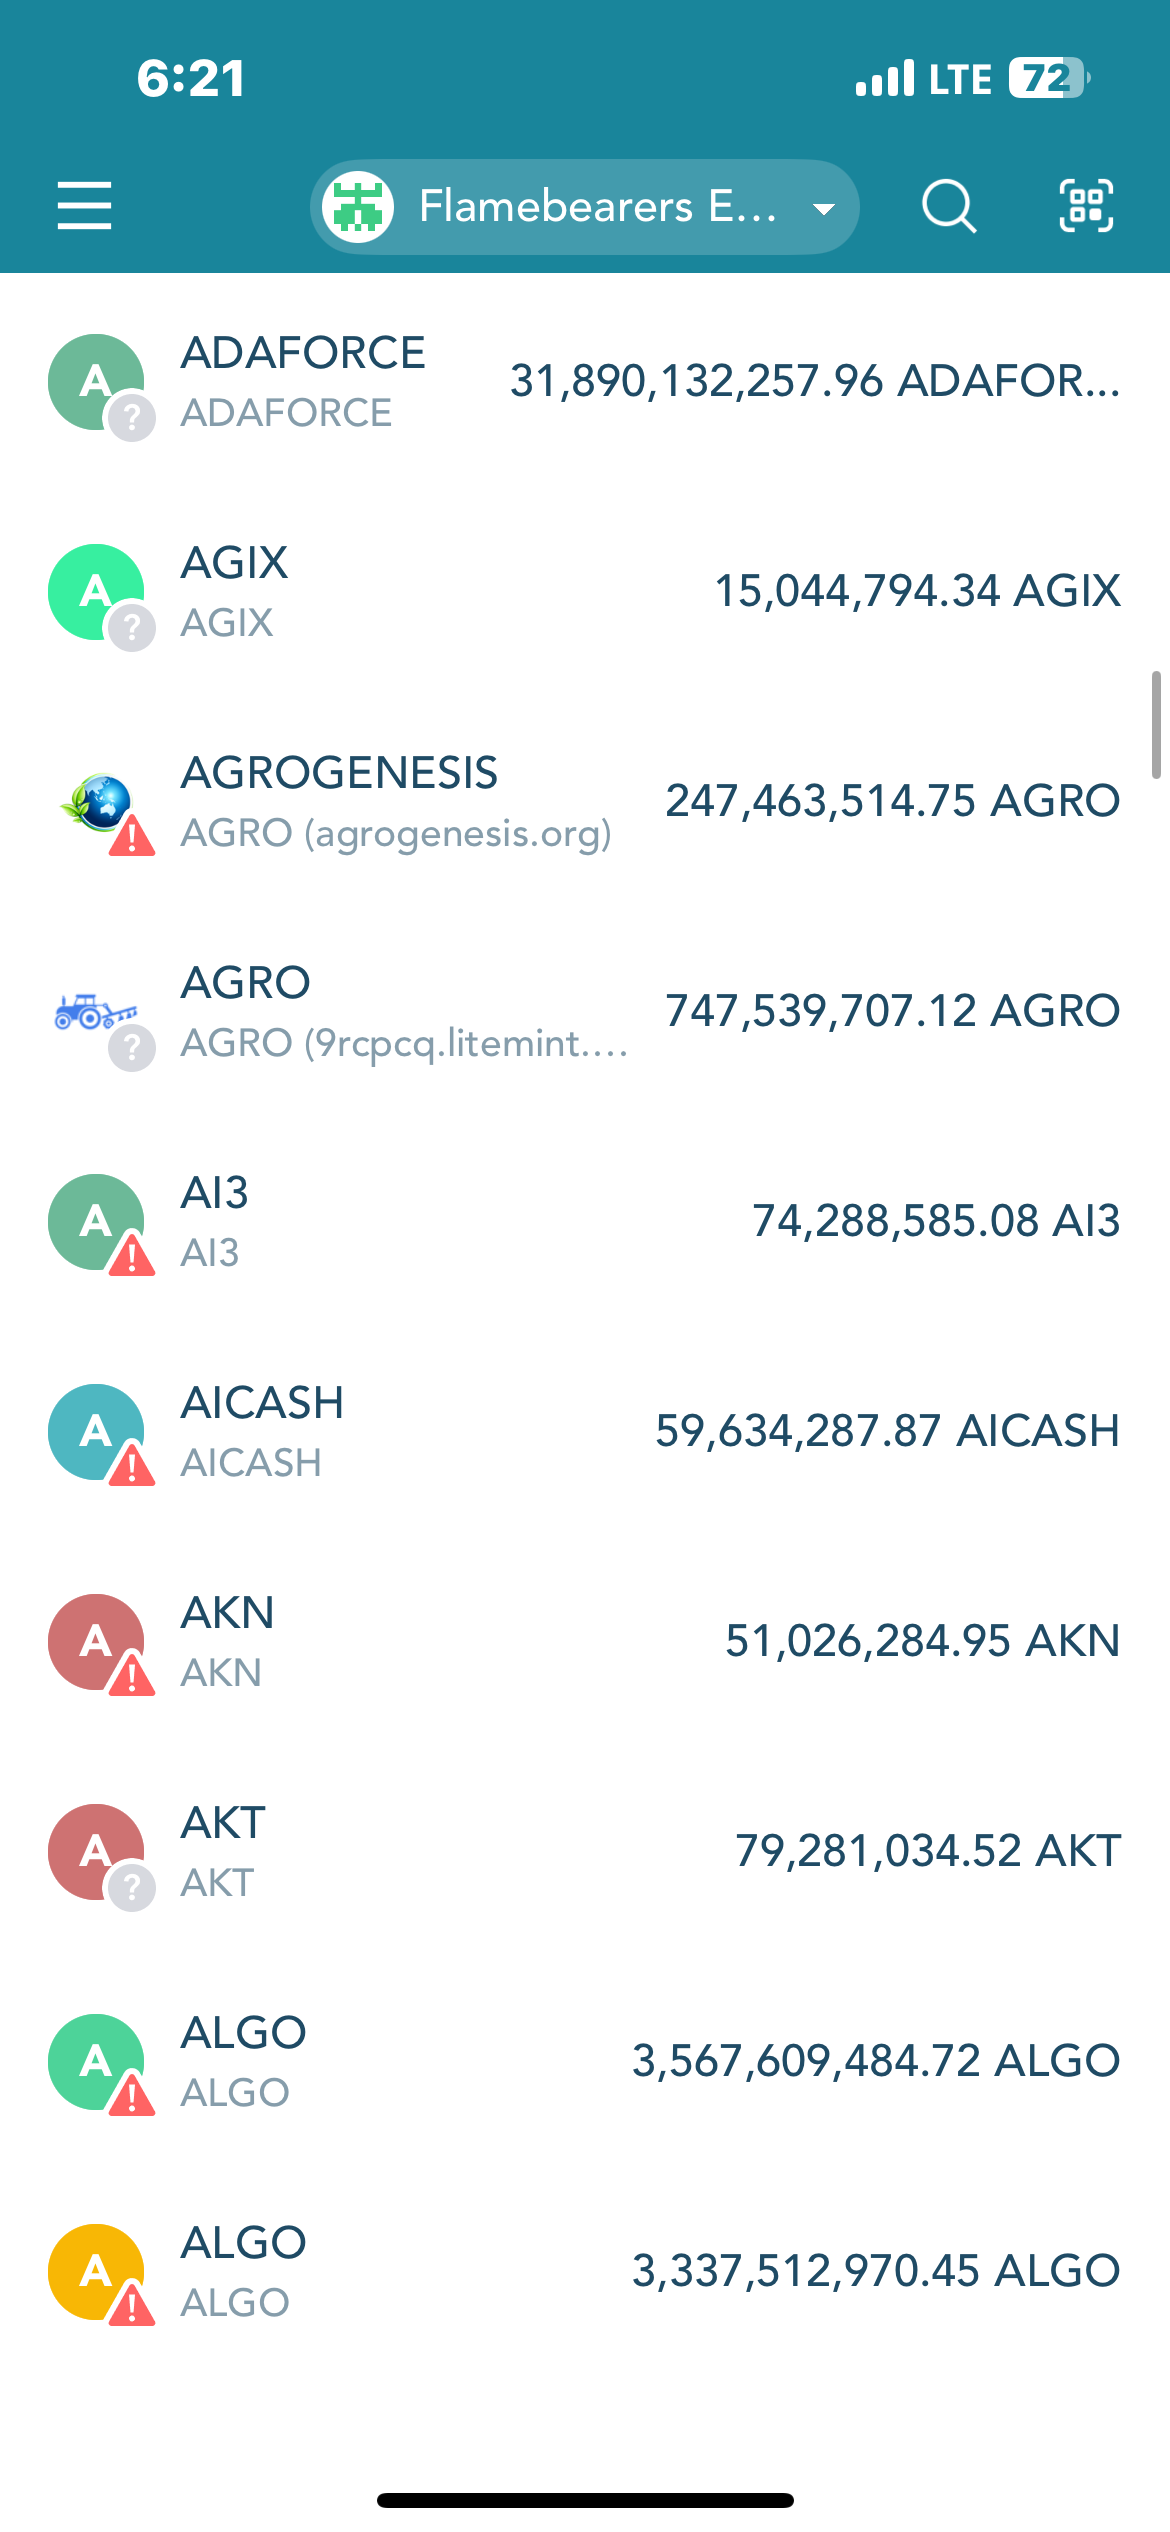 6:21
LTE 72
Flamebearers E...
ADAFORCE
31,890,132,257.96 ADAFOR...
ADAFORCE
AGIX
15,044,794.34 AGIX
AGIX
AGROGENESIS
247,463,514.75 AGRO
AGRO (agrogenesis.org)
AGRO
747,539,707.12 AGRO
AGRO (9rcpcq.litemint....
AI3
74,288,585.08 AI3
AI3
AICASH
59,634,287.87 AICASH
AICASH
AKN
51,026,284.95 AKN
AKN
AKT
79,281,034.52 AKT
AKT
ALGO
3,567,609,484.72 ALGO
ALGO
ALGO
3,337,512,970.45 ALGO
ALGO